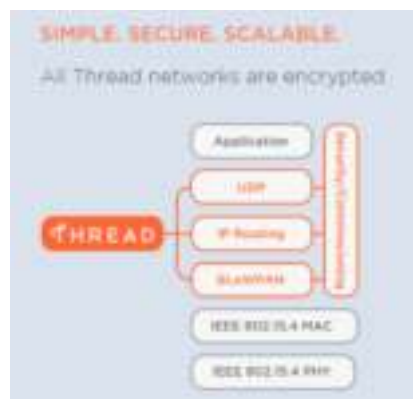 SIMPLE. SECURE. SCALABLE.
All Thread networks are encrypted
Application
UDP
THREAD
IP Routing
6LoWPAN
IEEE 802.15.4 MAC
IEEE 802.15.4 PHY